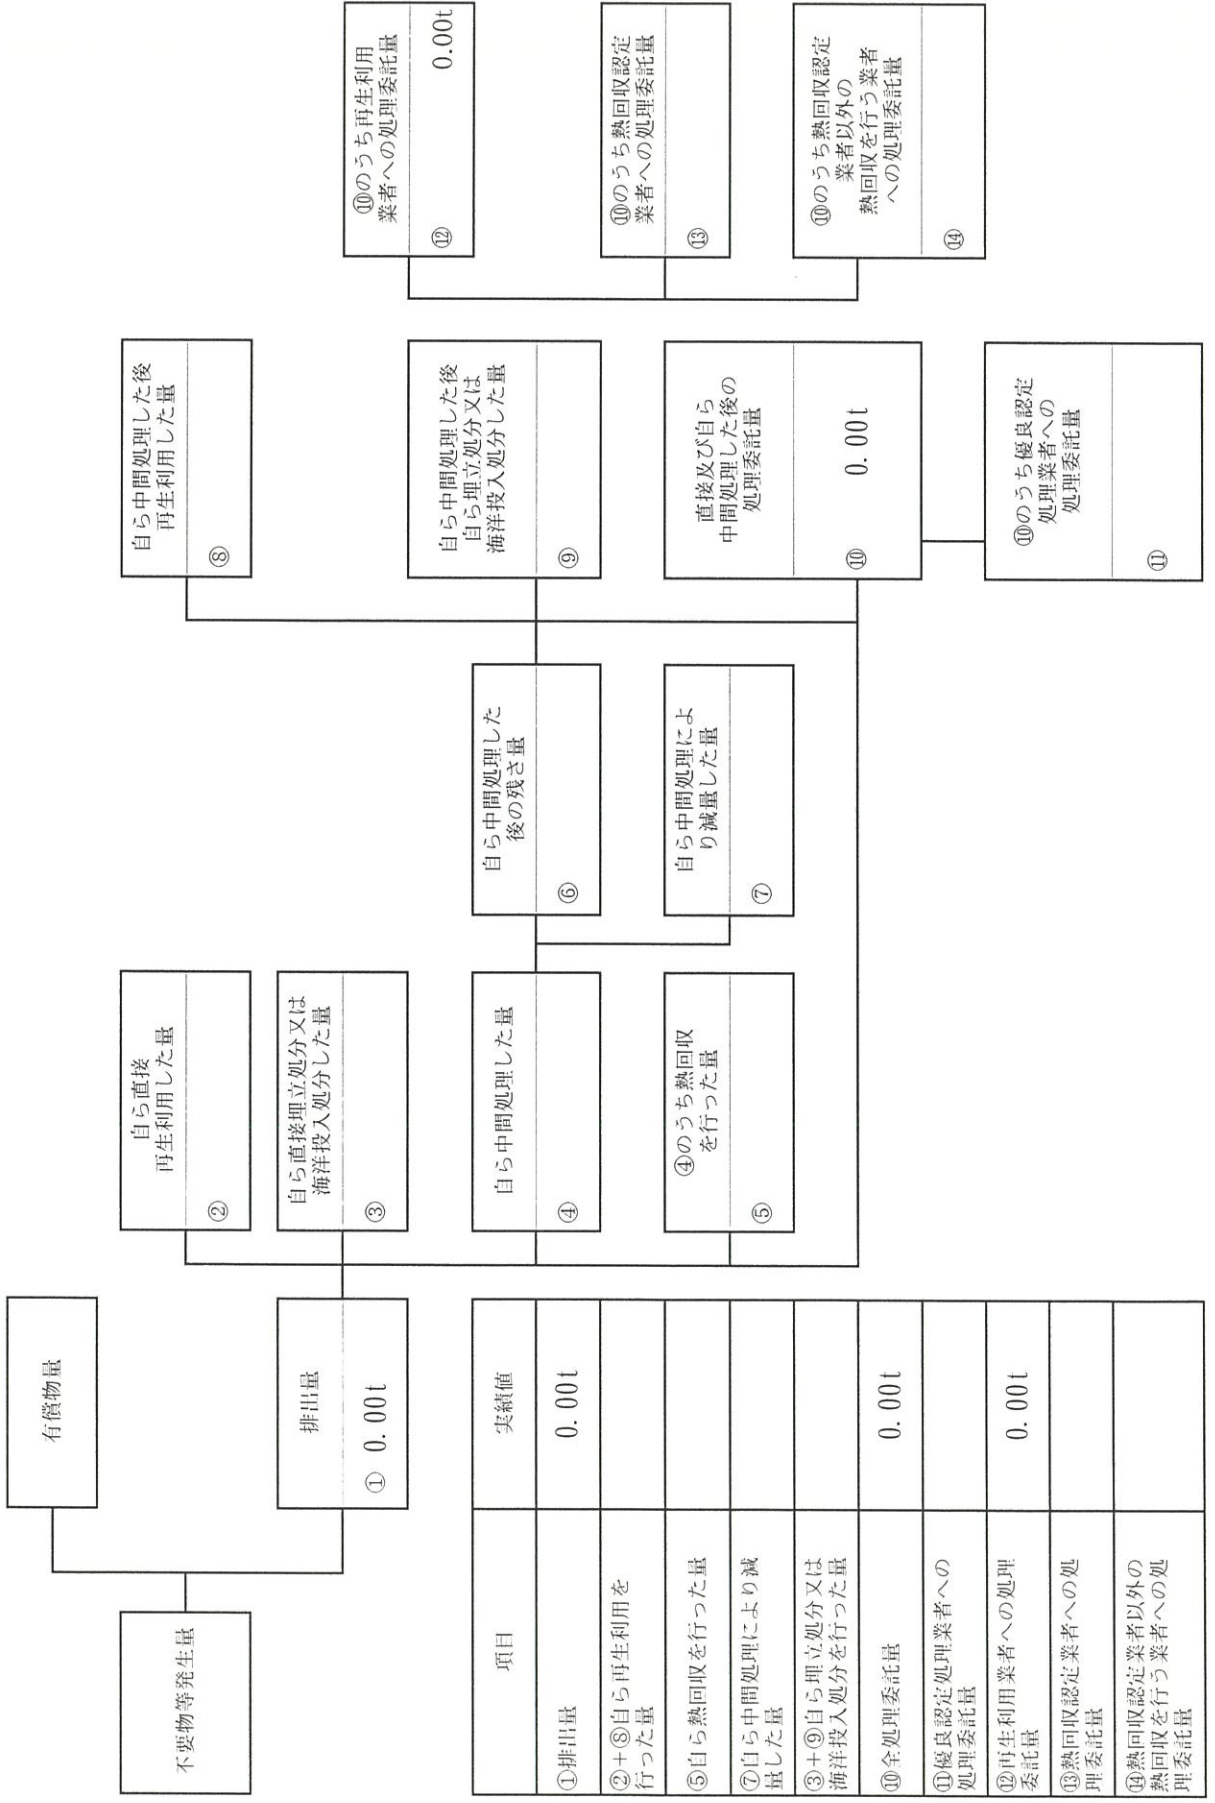 不要物等発生量
有償物量
排出量
① 0.00t
自ら直接
再生利用した量
②
自ら直接埋立処分又は
海洋投入処分した量
③
自ら中間処理した量
④
④のうち熱回収
を行った量
⑤
自ら中間処理した
後の残さ量
⑥
自ら中間処理によ
り減量した量
⑦
自ら中間処理した後
再生利用した量
⑧
自ら中間処理した後
自ら埋立処分又は
海洋投入処分した量
⑨
直接及び自ら
中間処理した後の
処理委託量
⑩ 0.00t
⑩のうち優良認定
処理業者への
処理委託量
⑪
⑩のうち再生利用
業者への処理委託量
⑫ 0.00t
⑩のうち熱回収認定
業者への処理委託量
⑬
⑩のうち熱回収認定
業者以外の
熱回収を行う業者
への処理委託量
⑭
項目 実績値
①排出量 0.00t
②+⑧自ら再生利用を
行った量
⑤自ら熱回収を行った量
⑦自ら中間処理により減
量した量
③+⑨自ら埋立処分又は
海洋投入処分を行った量
⑩全処理委託量 0.00t
⑪優良認定処理業者への
処理委託量
⑫再生利用業者への処理
委託量 0.00t
⑬熱回収認定業者への処
理委託量
⑭熱回収認定業者以外の
熱回収を行う業者への処
理委託量